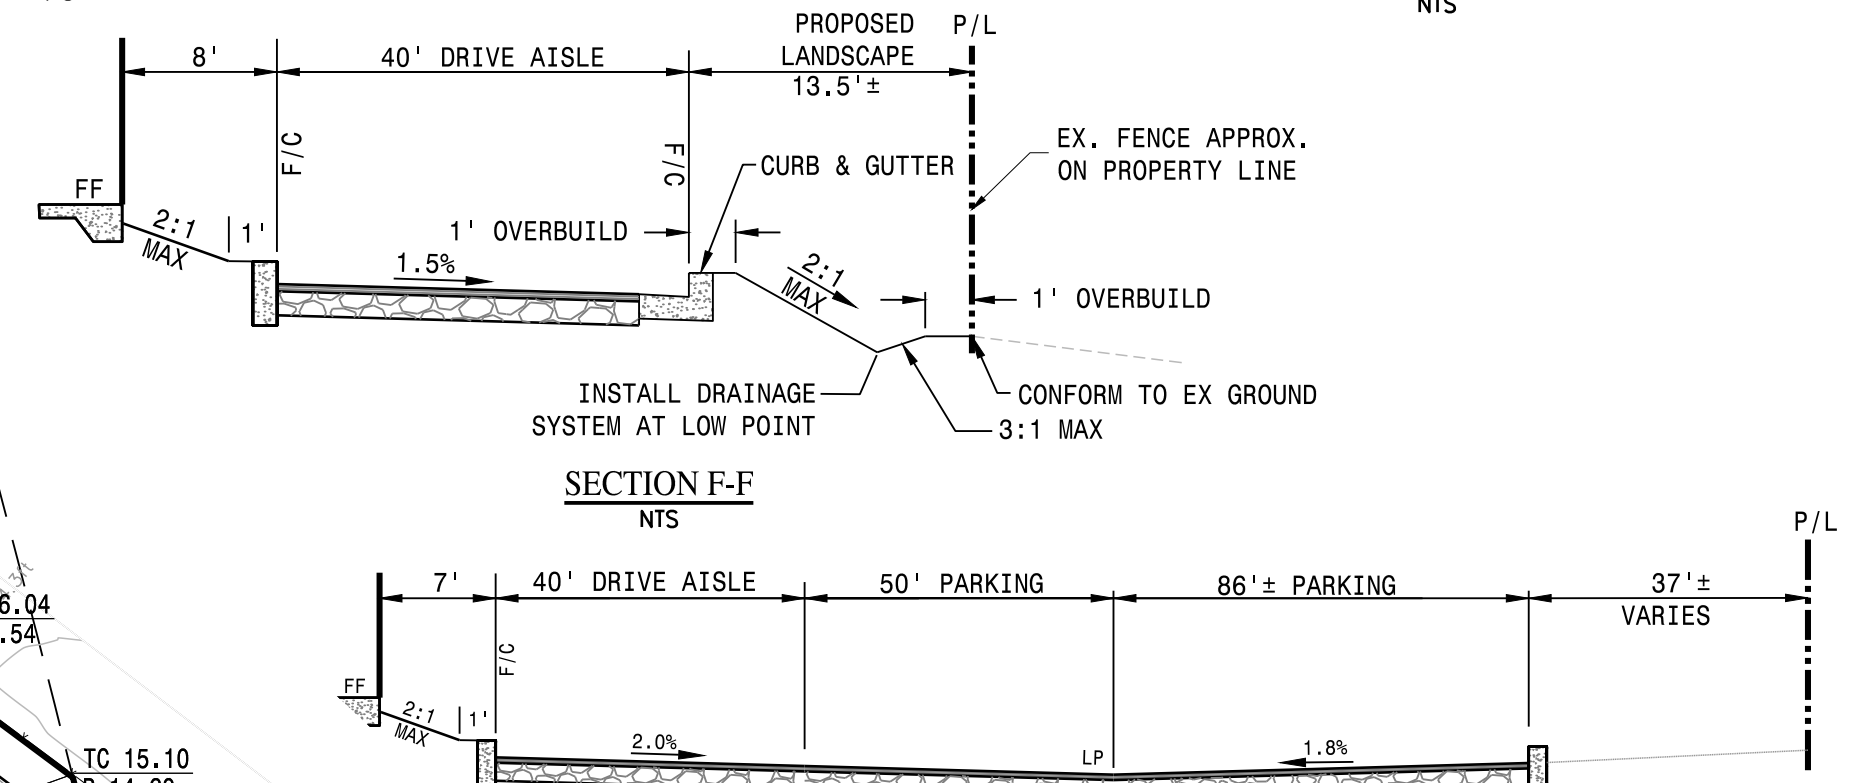 NTS
PROPOSED
LANDSCAPE
13.5'±
P/L
8'
40' DRIVE AISLE
F/C
F/C
EX. FENCE APPROX.
ON PROPERTY LINE
CURB & GUTTER
FF
2:1
MAX
1'
1' OVERBUILD
1.5%
2:1
MAX
1' OVERBUILD
INSTALL DRAINAGE
SYSTEM AT LOW POINT
CONFORM TO EX GROUND
3:1 MAX
SECTION F-F
NTS
P/L
7'
40' DRIVE AISLE
50' PARKING
86'± PARKING
37'±
VARIES
F/C
FF
2:1
MAX
1'
2.0%
LP
1.8%
6.04
.54
TC 15.10